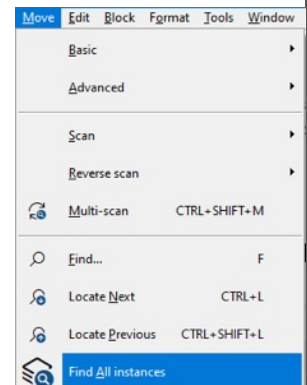 Move Edit Block Format Tools Window
Basic
Advanced
Scan
Reverse scan
Multi-scan CTRL+SHIFT+M
Find... F
Locate Next CTRL+L
Locate Previous CTRL+SHIFT+L
Find All instances